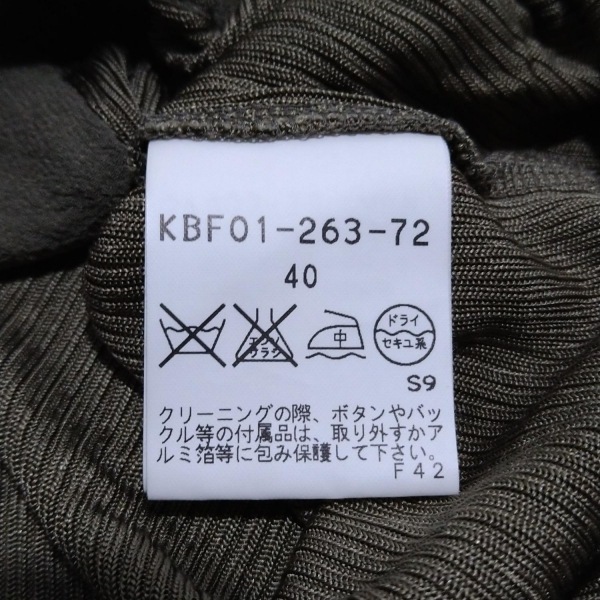 KBF01-263-72
40
エンソ
サラシ
中
ドライ
セキユ系
S9
クリーニングの際、ボタンやバッ
クル等の付属品は、取り外すかア
ルミ箔等に包み保護して下さい。
F42